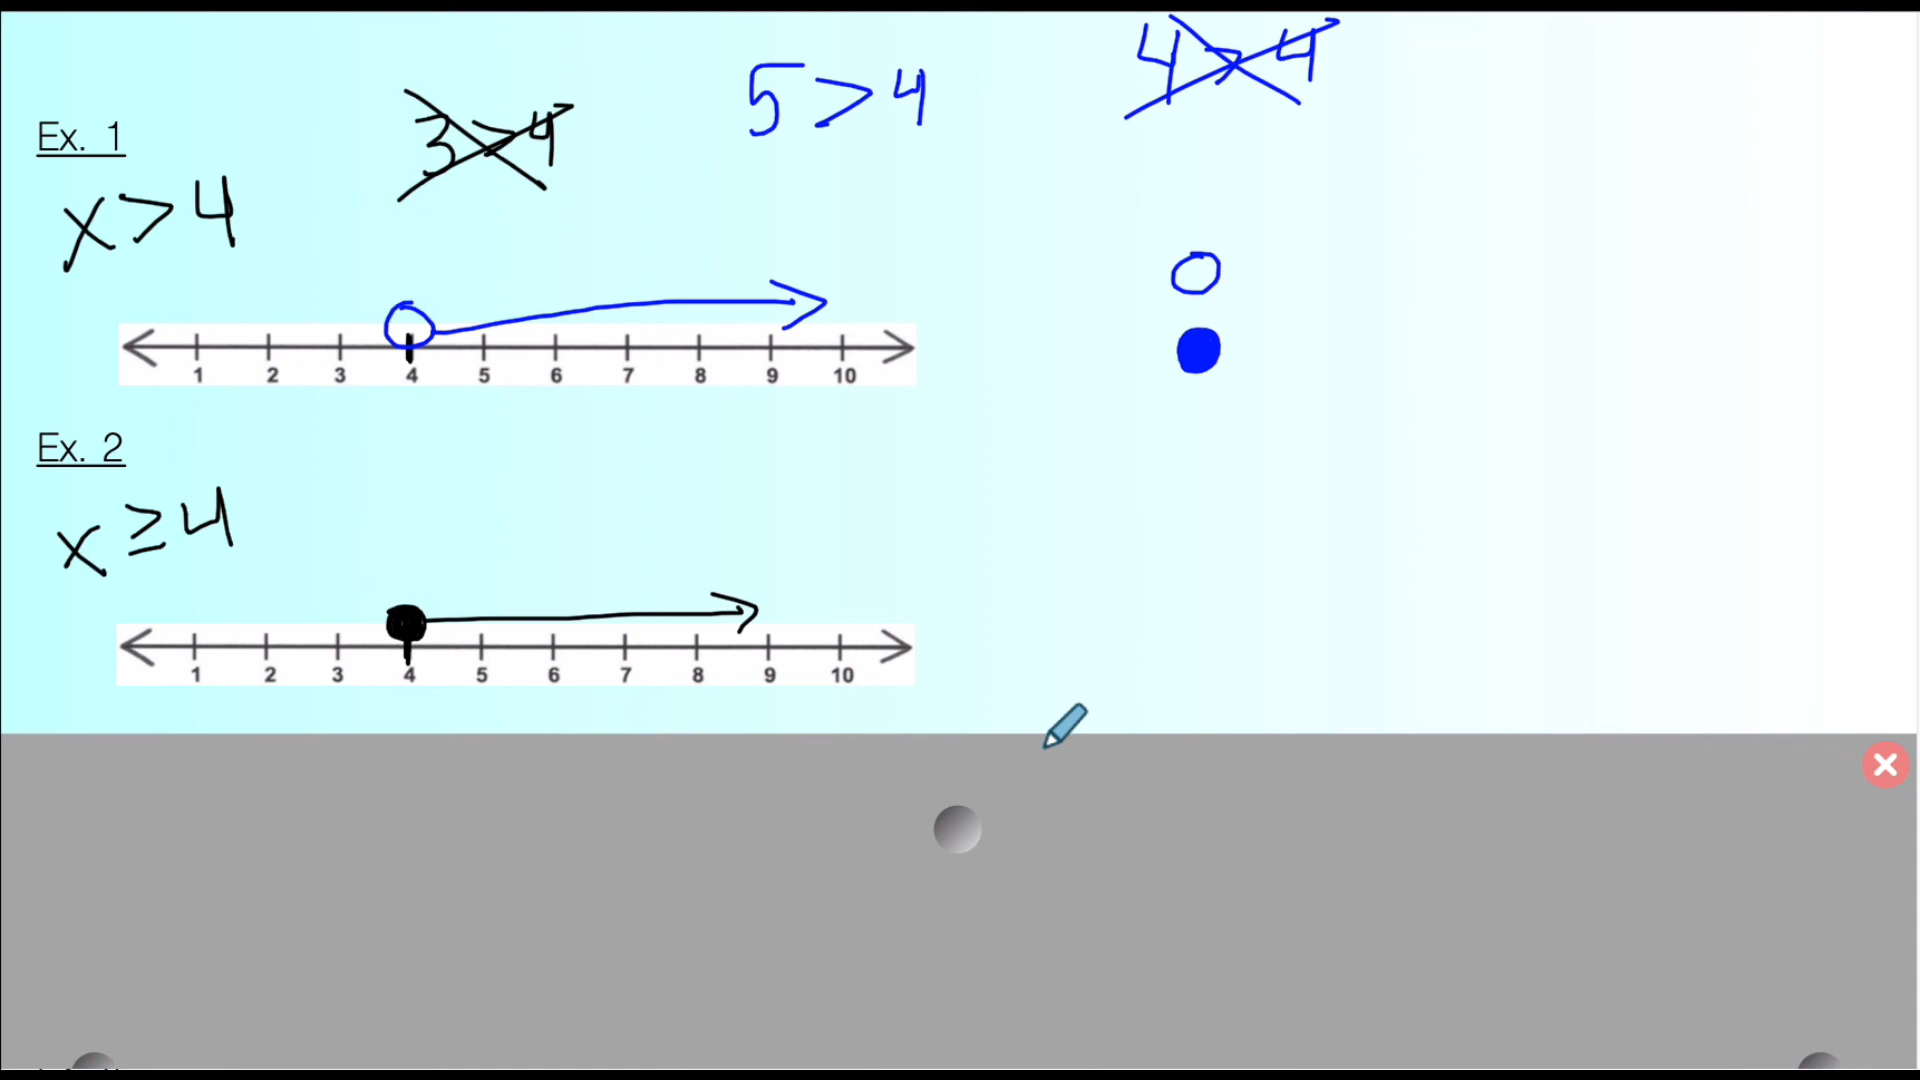 4 > 4
5 > 4
3 > 4
Ex. 1
x > 4
1 2 3 4 5 6 7 8 9 10
Ex. 2
x ≥ 4
1 2 3 4 5 6 7 8 9 10